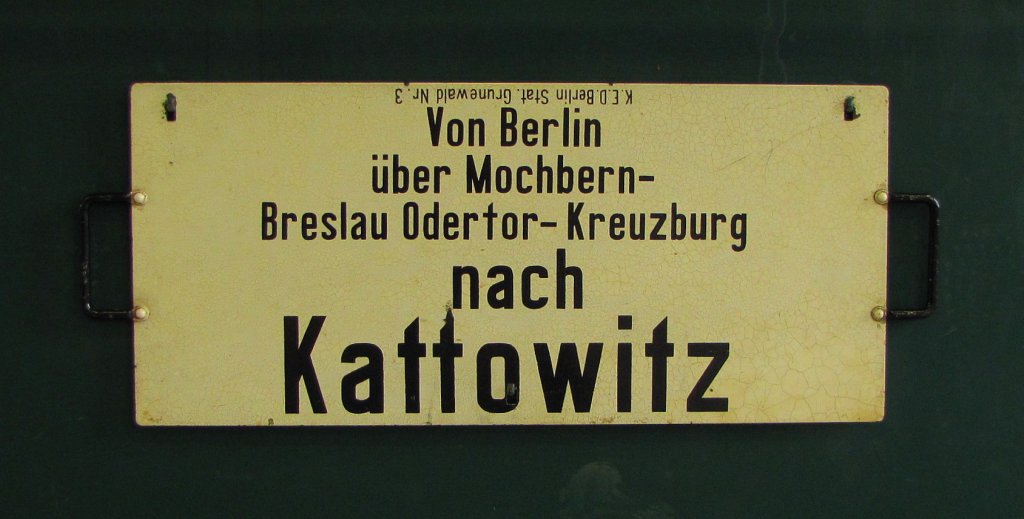 K.E.D.Berlin Stat. Grunewald Nr. 3
Von Berlin
über Mochbern-
Breslau Odertor-Kreuzburg
nach
Kattowitz